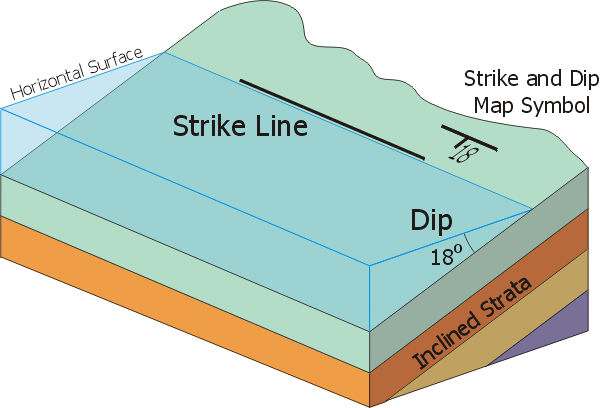 Horizontal Surface
Strike and Dip
Map Symbol
Strike Line
18
Dip
18°
Inclined Strata